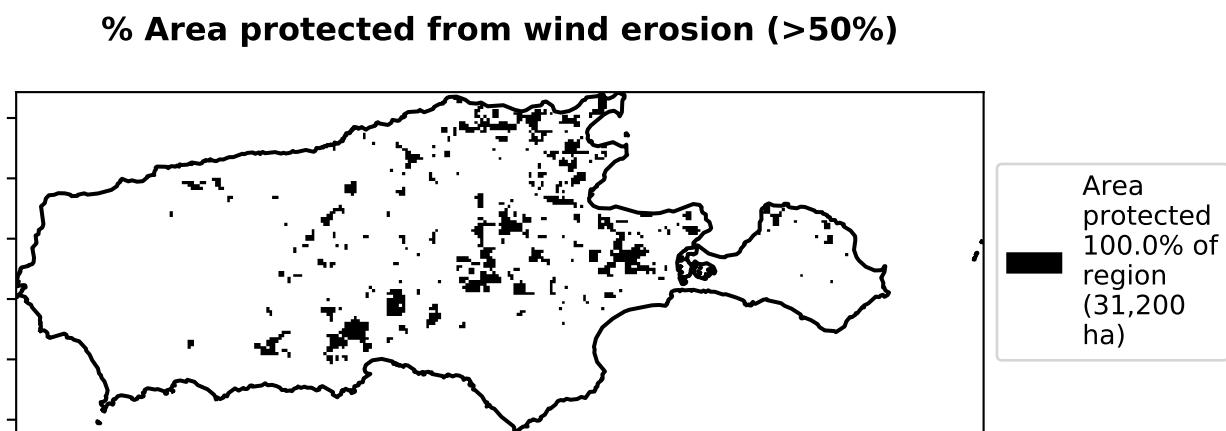 % Area protected from wind erosion (>50%)
Area
protected
100.0% of
region
(31,200
ha)